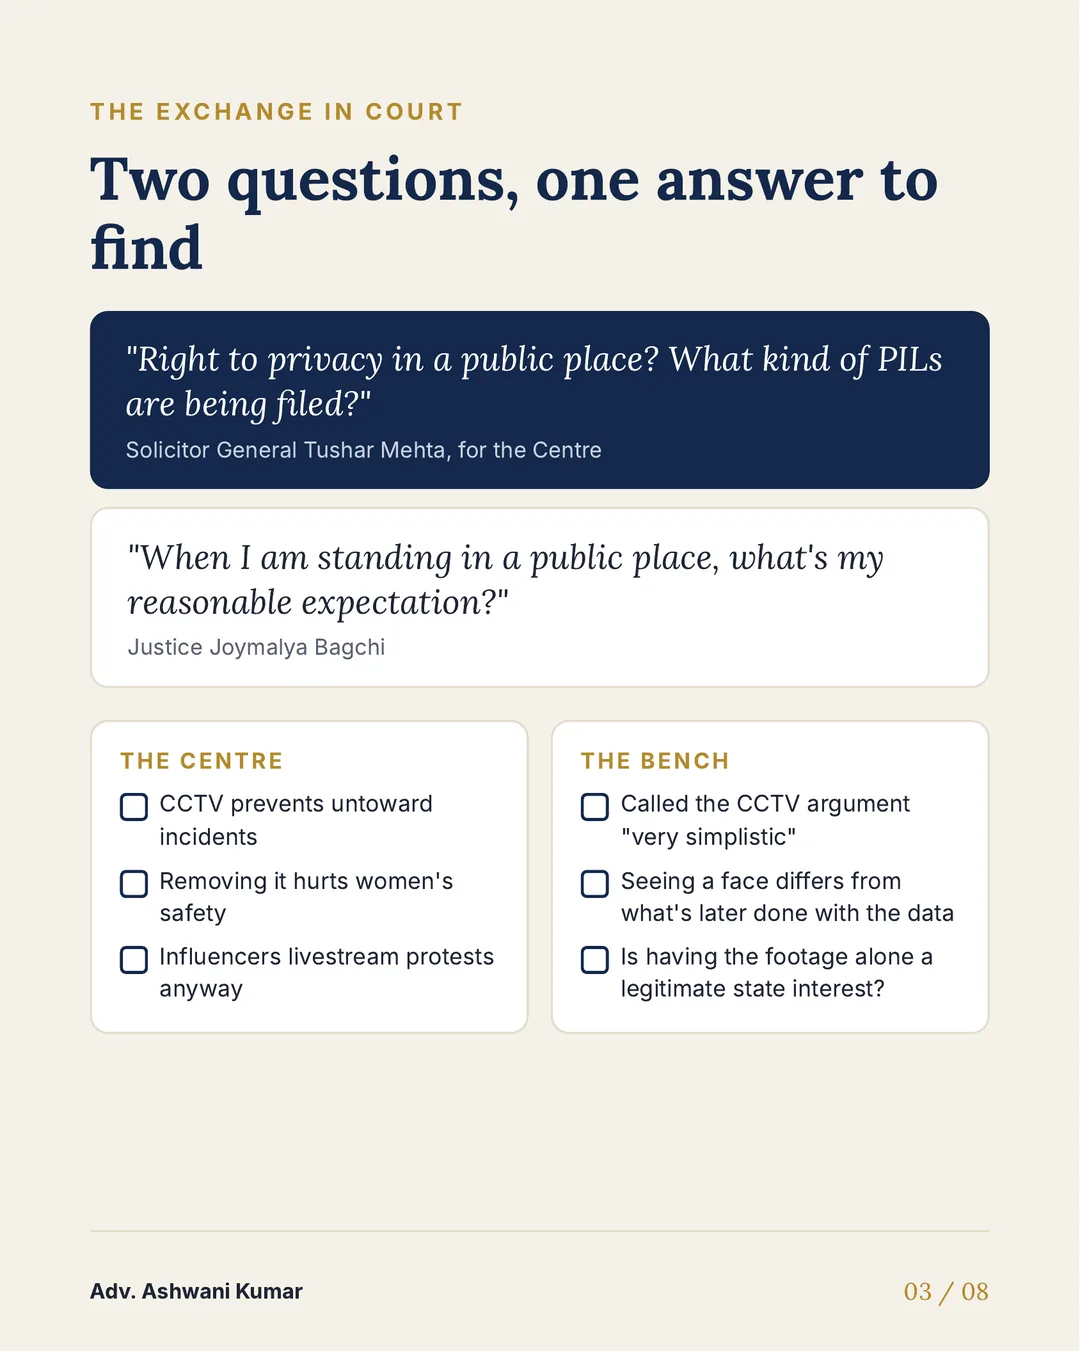 THE EXCHANGE IN COURT
Two questions, one answer to
find
"Right to privacy in a public place? What kind of PILs
are being filed?"
Solicitor General Tushar Mehta, for the Centre
"When I am standing in a public place, what's my
reasonable expectation?"
Justice Joymalya Bagchi
THE CENTRE
CCTV prevents untoward
incidents
Removing it hurts women's
safety
Influencers livestream protests
anyway
THE BENCH
Called the CCTV argument
"very simplistic"
Seeing a face differs from
what's later done with the data
Is having the footage alone a
legitimate state interest?
Adv. Ashwani Kumar
03 / 08